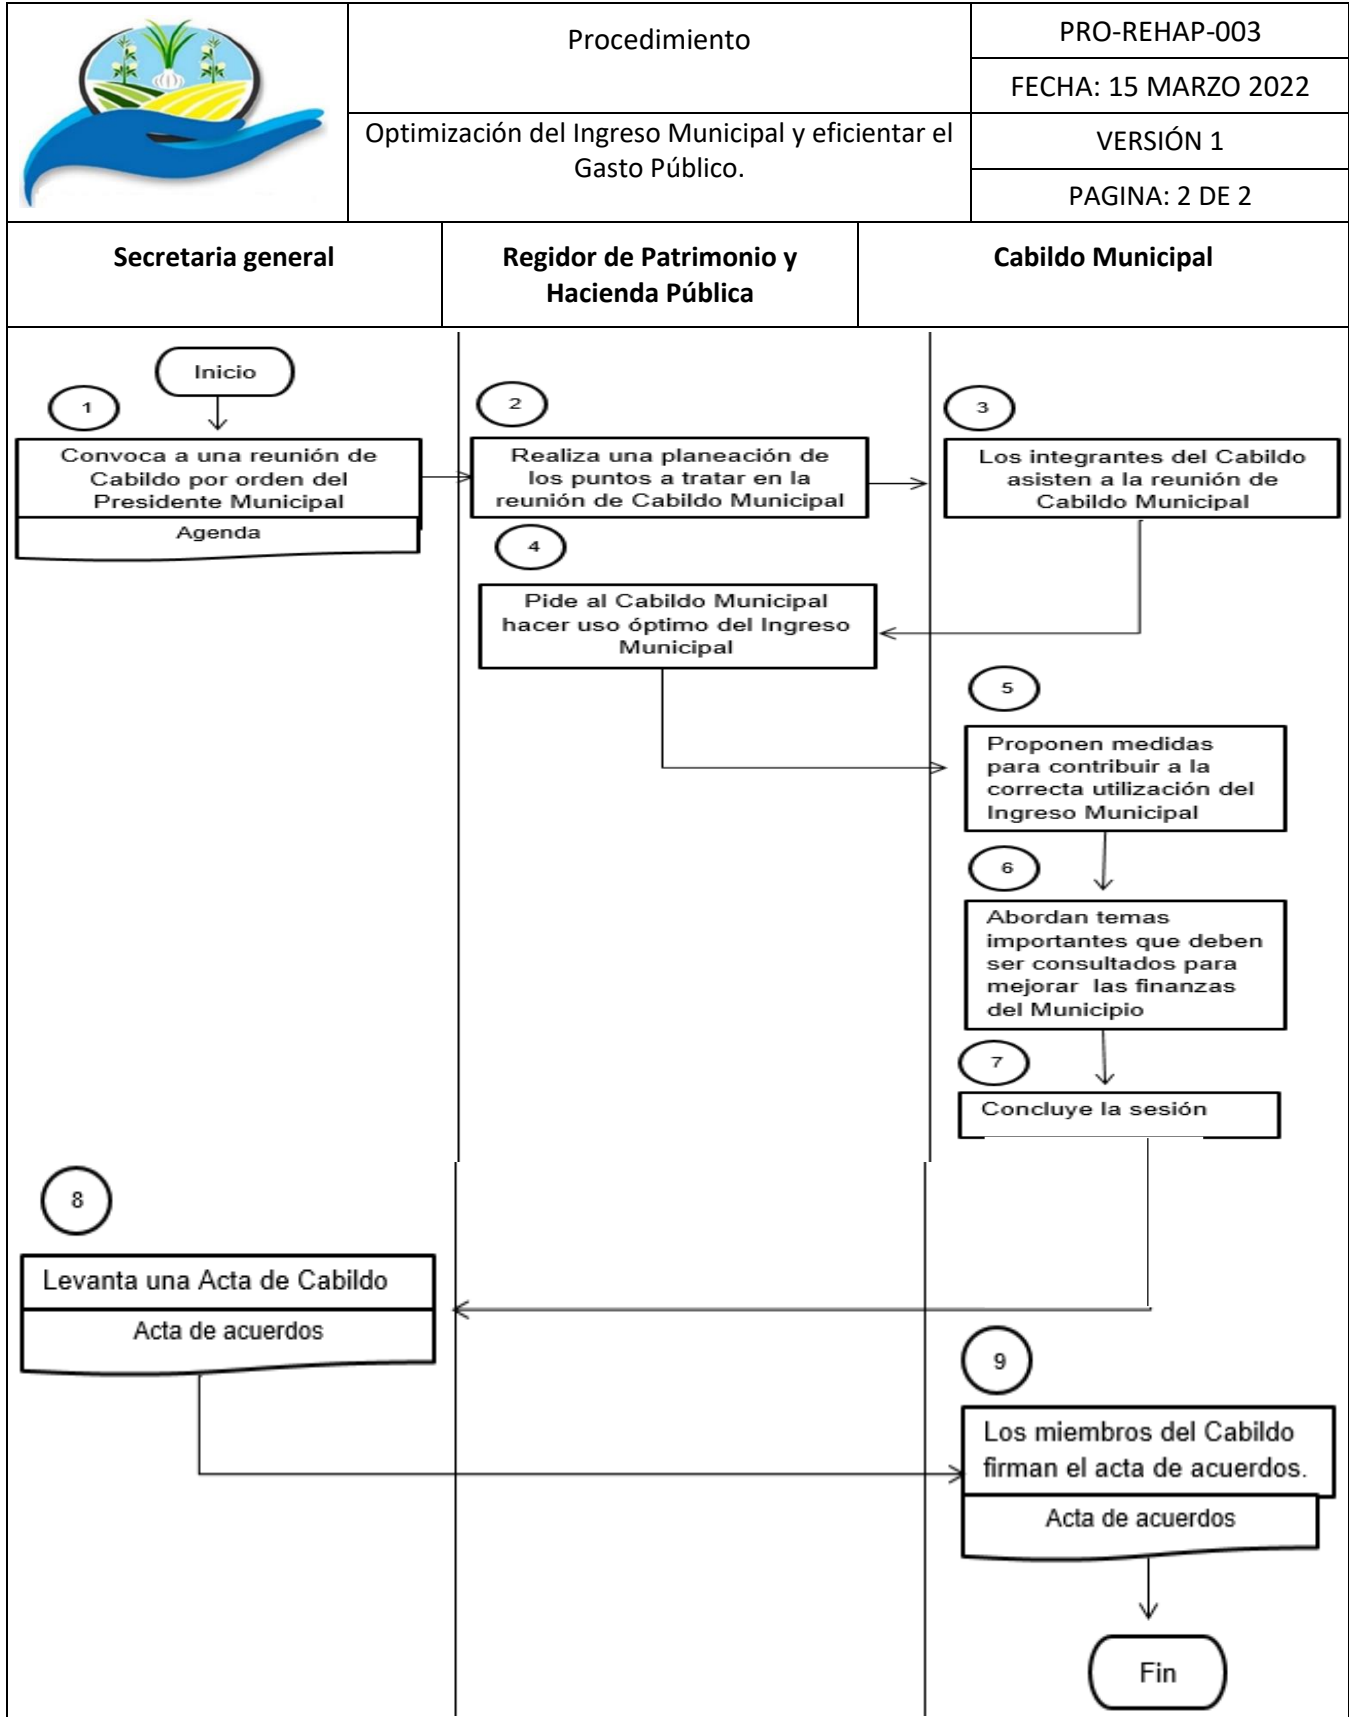 Procedimiento
PRO-REHAP-003
FECHA: 15 MARZO 2022
Optimización del Ingreso Municipal y eficientar el
Gasto Público.
VERSIÓN 1
PAGINA: 2 DE 2
Secretaria general
Regidor de Patrimonio y
Hacienda Pública
Cabildo Municipal
Inicio
1
Convoca a una reunión de
Cabildo por orden del
Presidente Municipal
Agenda
2
Realiza una planeación de
los puntos a tratar en la
reunión de Cabildo Municipal
3
Los integrantes del Cabildo
asisten a la reunión de
Cabildo Municipal
4
Pide al Cabildo Municipal
hacer uso óptimo del Ingreso
Municipal
5
Proponen medidas
para contribuir a la
correcta utilización del
Ingreso Municipal
6
Abordan temas
importantes que deben
ser consultados para
mejorar las finanzas
del Municipio
7
Concluye la sesión
8
Levanta una Acta de Cabildo
Acta de acuerdos
9
Los miembros del Cabildo
firman el acta de acuerdos.
Acta de acuerdos
Fin